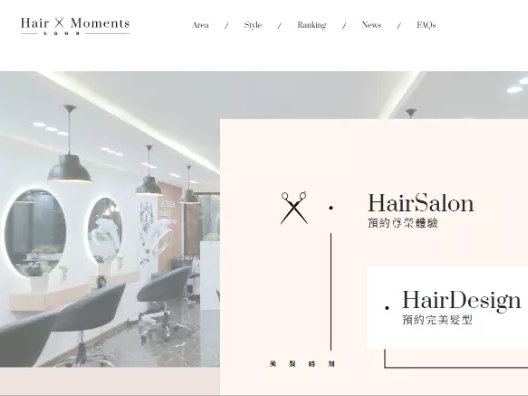 Hair Moments
美 髮 時 刻
Area / Style / Ranking / News / FAQs
HairSalon
預約尊榮體驗
HairDesign
預約完美髮型
美 髮 時 刻